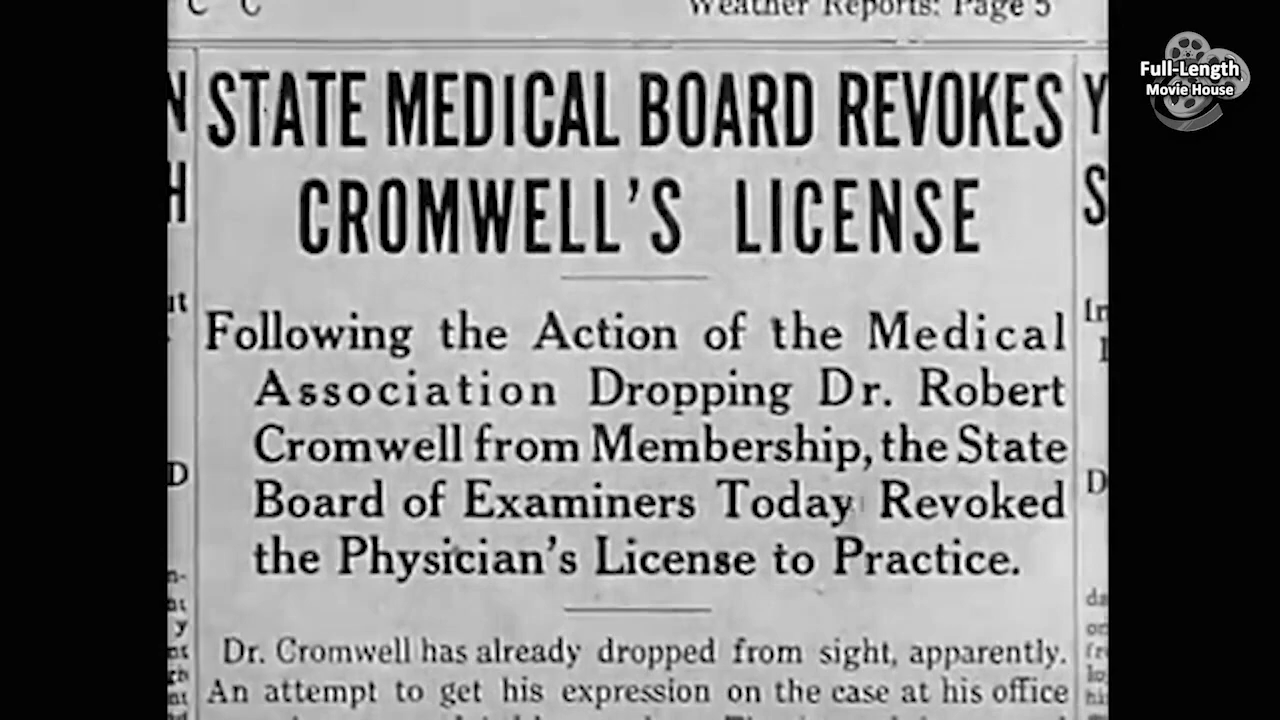 Weather Reports: Page 5
STATE MEDICAL BOARD REVOKES
CROMWELL'S LICENSE
Following the Action of the Medical
Association Dropping Dr. Robert
Cromwell from Membership, the State
Board of Examiners Today Revoked
the Physician's License to Practice.
Dr. Cromwell has already dropped from sight, apparently.
An attempt to get his expression on the case at his office
Full-Length
Movie House